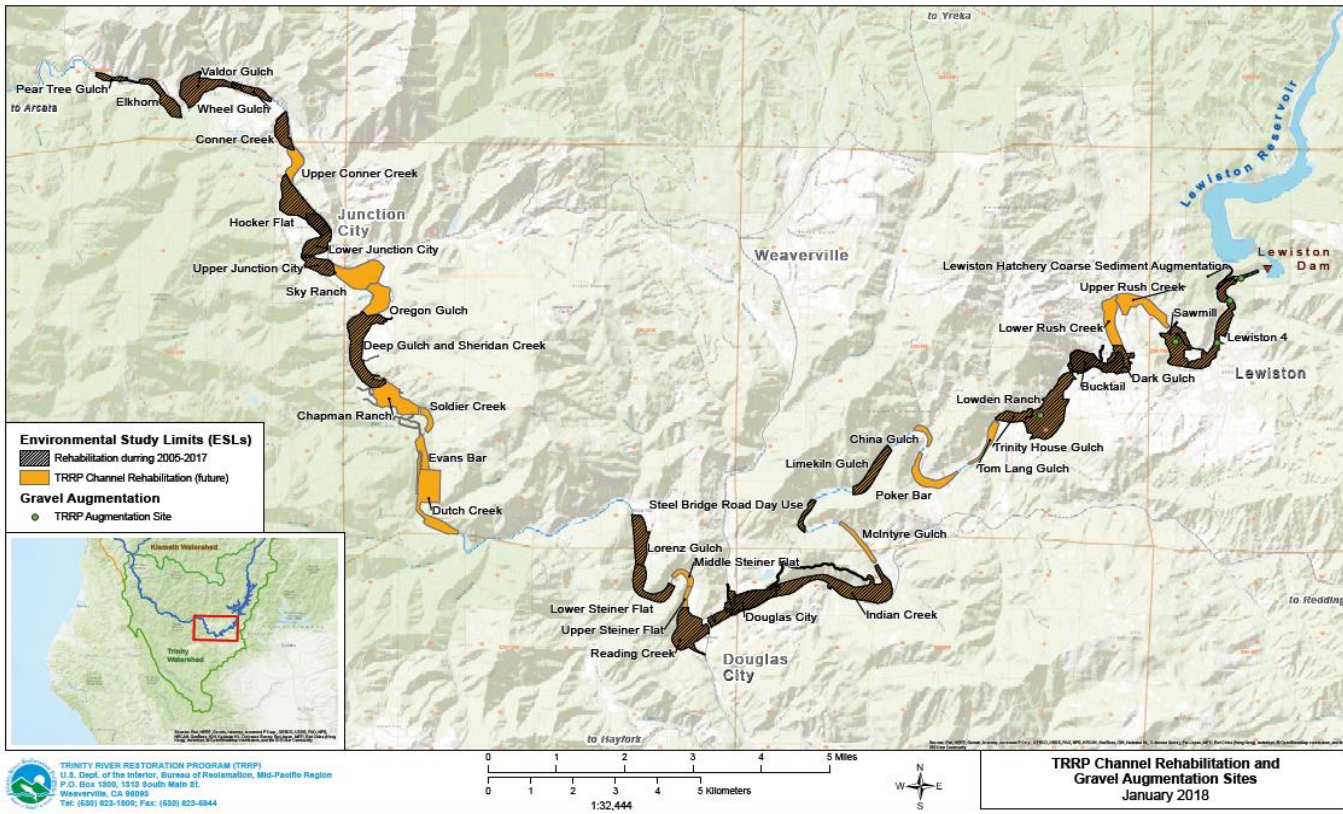 to Yreka
Valdor Gulch
Pear Tree Gulch
to Arcata
Elkhorn
Wheel Gulch
Conner Creek
Upper Conner Creek
Lewiston Reservoir
Hocker Flat
Junction
City
Lower Junction City
Weaverville
Lewiston
Dam
Upper Junction City
Lewiston Hatchery Coarse Sediment Augmentation
Sky Ranch
Upper Rush Creek
Oregon Gulch
Sawmill
Lower Rush Creek
Lewiston 4
Deep Gulch and Sheridan Creek
Dark Gulch
Lewiston
Bucktail
Lowden Ranch
Soldier Creek
Chapman Ranch
China Gulch
Trinity House Gulch
Evans Bar
Limekiln Gulch
Tom Lang Gulch
Poker Bar
Steel Bridge Road Day Use
Dutch Creek
McIntyre Gulch
Lorenz Gulch
Middle Steiner Flat
Lower Steiner Flat
Douglas City
Indian Creek
to Redding
Upper Steiner Flat
Reading Creek
Douglas
City
to Hayfork
Environmental Study Limits (ESLs)
Rehabilitation durring 2005-2017
TRRP Channel Rehabilitation (future)
Gravel Augmentation
TRRP Augmentation Site
Klamath Watershed
Trinity
Watershed
TRINITY RIVER RESTORATION PROGRAM (TRRP)
U.S. Dept. of the Interior, Bureau of Reclamation, Mid-Pacific Region
P.O. Box 1300, 1313 South Main St.
Weaverville, CA 96093
Tel: (530) 623-1800; Fax: (530) 623-5944
0 1 2 3 4 5 Miles
0 1 2 3 4 5 Kilometers
1:32,444
N
W E
S
TRRP Channel Rehabilitation and
Gravel Augmentation Sites
January 2018